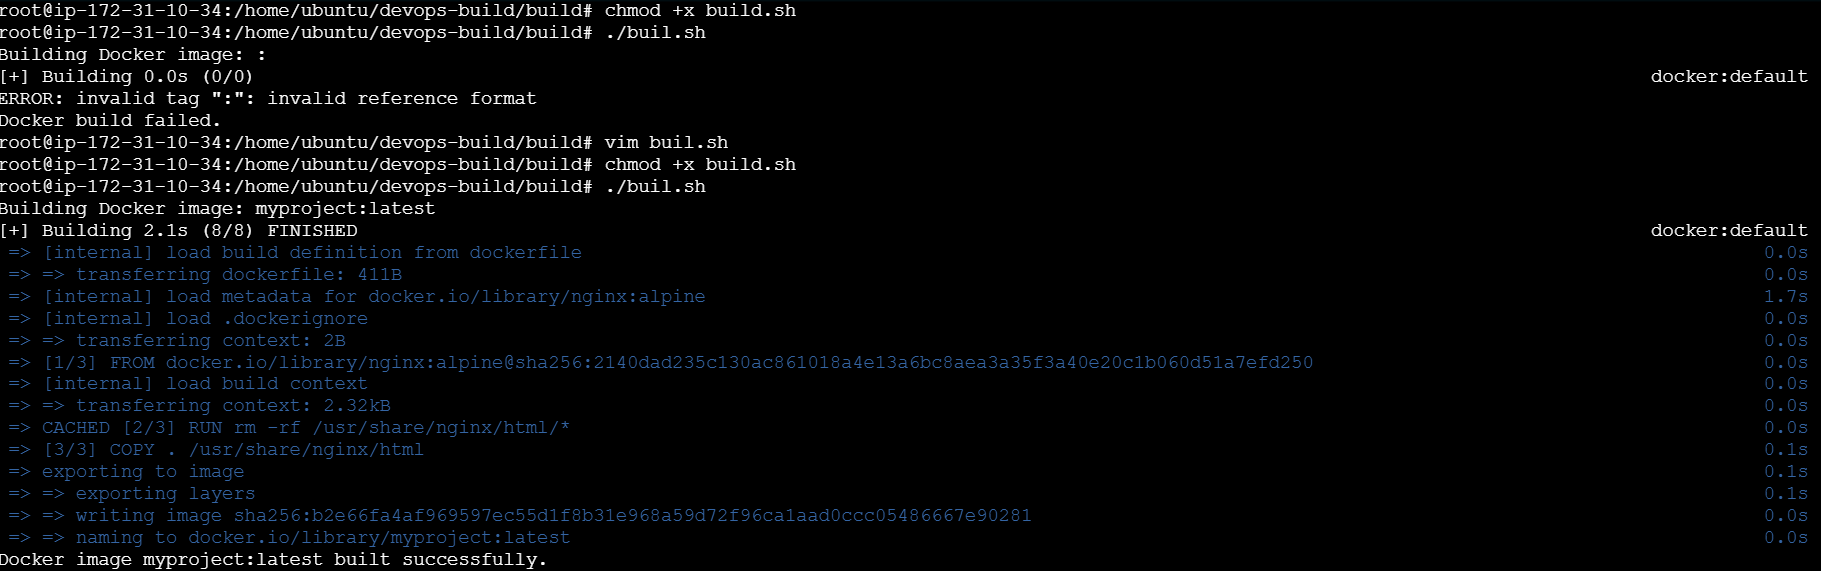 root@ip-172-31-10-34:/home/ubuntu/devops-build/build# chmod +x build.sh
root@ip-172-31-10-34:/home/ubuntu/devops-build/build# ./buil.sh
Building Docker image: :
[+] Building 0.0s (0/0) docker:default
ERROR: invalid tag ":": invalid reference format
Docker build failed.
root@ip-172-31-10-34:/home/ubuntu/devops-build/build# vim buil.sh
root@ip-172-31-10-34:/home/ubuntu/devops-build/build# chmod +x build.sh
root@ip-172-31-10-34:/home/ubuntu/devops-build/build# ./buil.sh
Building Docker image: myproject:latest
[+] Building 2.1s (8/8) FINISHED docker:default
=> [internal] load build definition from dockerfile 0.0s
=> => transferring dockerfile: 411B 0.0s
=> [internal] load metadata for docker.io/library/nginx:alpine 1.7s
=> [internal] load .dockerignore 0.0s
=> => transferring context: 2B 0.0s
=> [1/3] FROM docker.io/library/nginx:alpine@sha256:2140dad235c130ac861018a4e13a6bc8aea3a35f3a40e20c1b060d51a7efd250 0.0s
=> [internal] load build context 0.0s
=> => transferring context: 2.32kB 0.0s
=> CACHED [2/3] RUN rm -rf /usr/share/nginx/html/* 0.0s
=> [3/3] COPY . /usr/share/nginx/html 0.1s
=> exporting to image 0.1s
=> => exporting layers 0.1s
=> => writing image sha256:b2e66fa4af969597ec55d1f8b31e968a59d72f96ca1aad0ccc05486667e90281 0.0s
=> => naming to docker.io/library/myproject:latest 0.0s
Docker image myproject:latest built successfully.